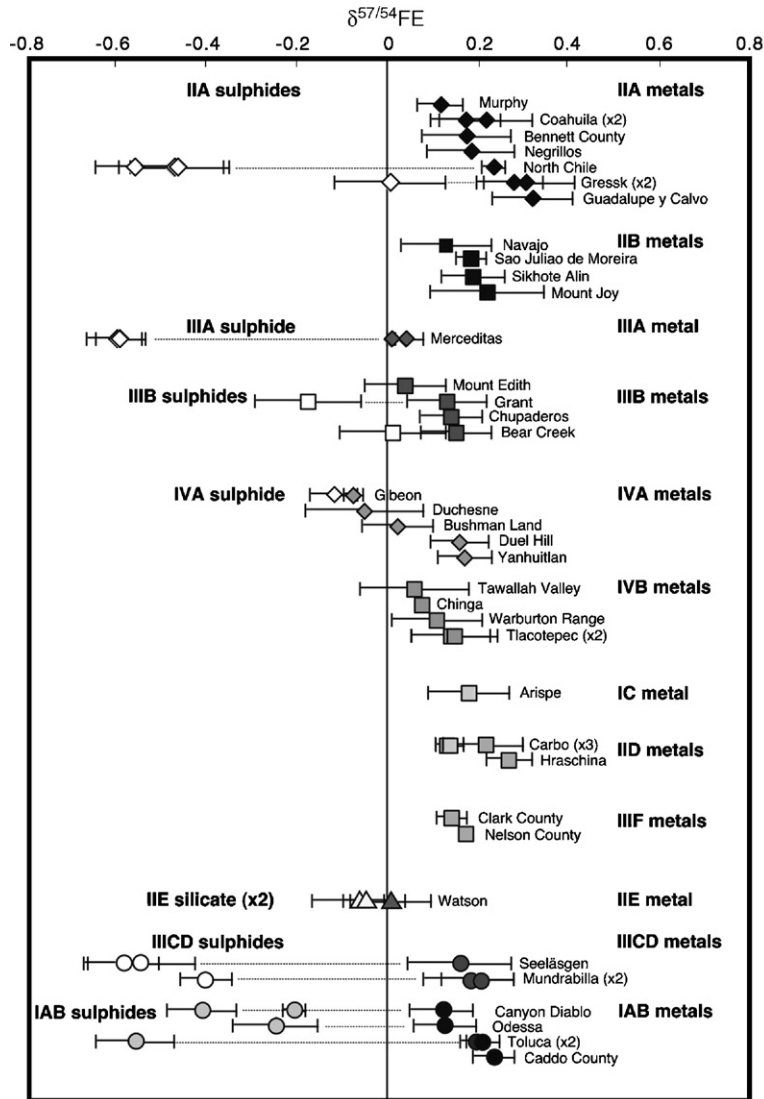 δ57/54FE
-0.8 -0.6 -0.4 -0.2 0 0.2 0.4 0.6 0.8
IIA sulphides IIA metals
Murphy
Coahuila (x2)
Bennett County
Negrillos
North Chile
Gressk (x2)
Guadalupe y Calvo
IIB metals
Navajo
Sao Juliao de Moreira
Sikhote Alin
Mount Joy
IIIA sulphide Merceditas IIIA metal
IIIB sulphides Mount Edith IIIB metals
Grant
Chupaderos
Bear Creek
IVA sulphide Gibeon IVA metals
Duchesne
Bushman Land
Duel Hill
Yanhuitlan
Tawallah Valley IVB metals
Chinga
Warburton Range
Tlacotepec (x2)
Arispe IC metal
Carbo (x3) IID metals
Hraschina
Clark County IIIF metals
Nelson County
IIE silicate (x2) Watson IIE metal
IIICD sulphides IIICD metals
Seeläsgen
Mundrabilla (x2)
IAB sulphides Canyon Diablo IAB metals
Odessa
Toluca (x2)
Caddo County